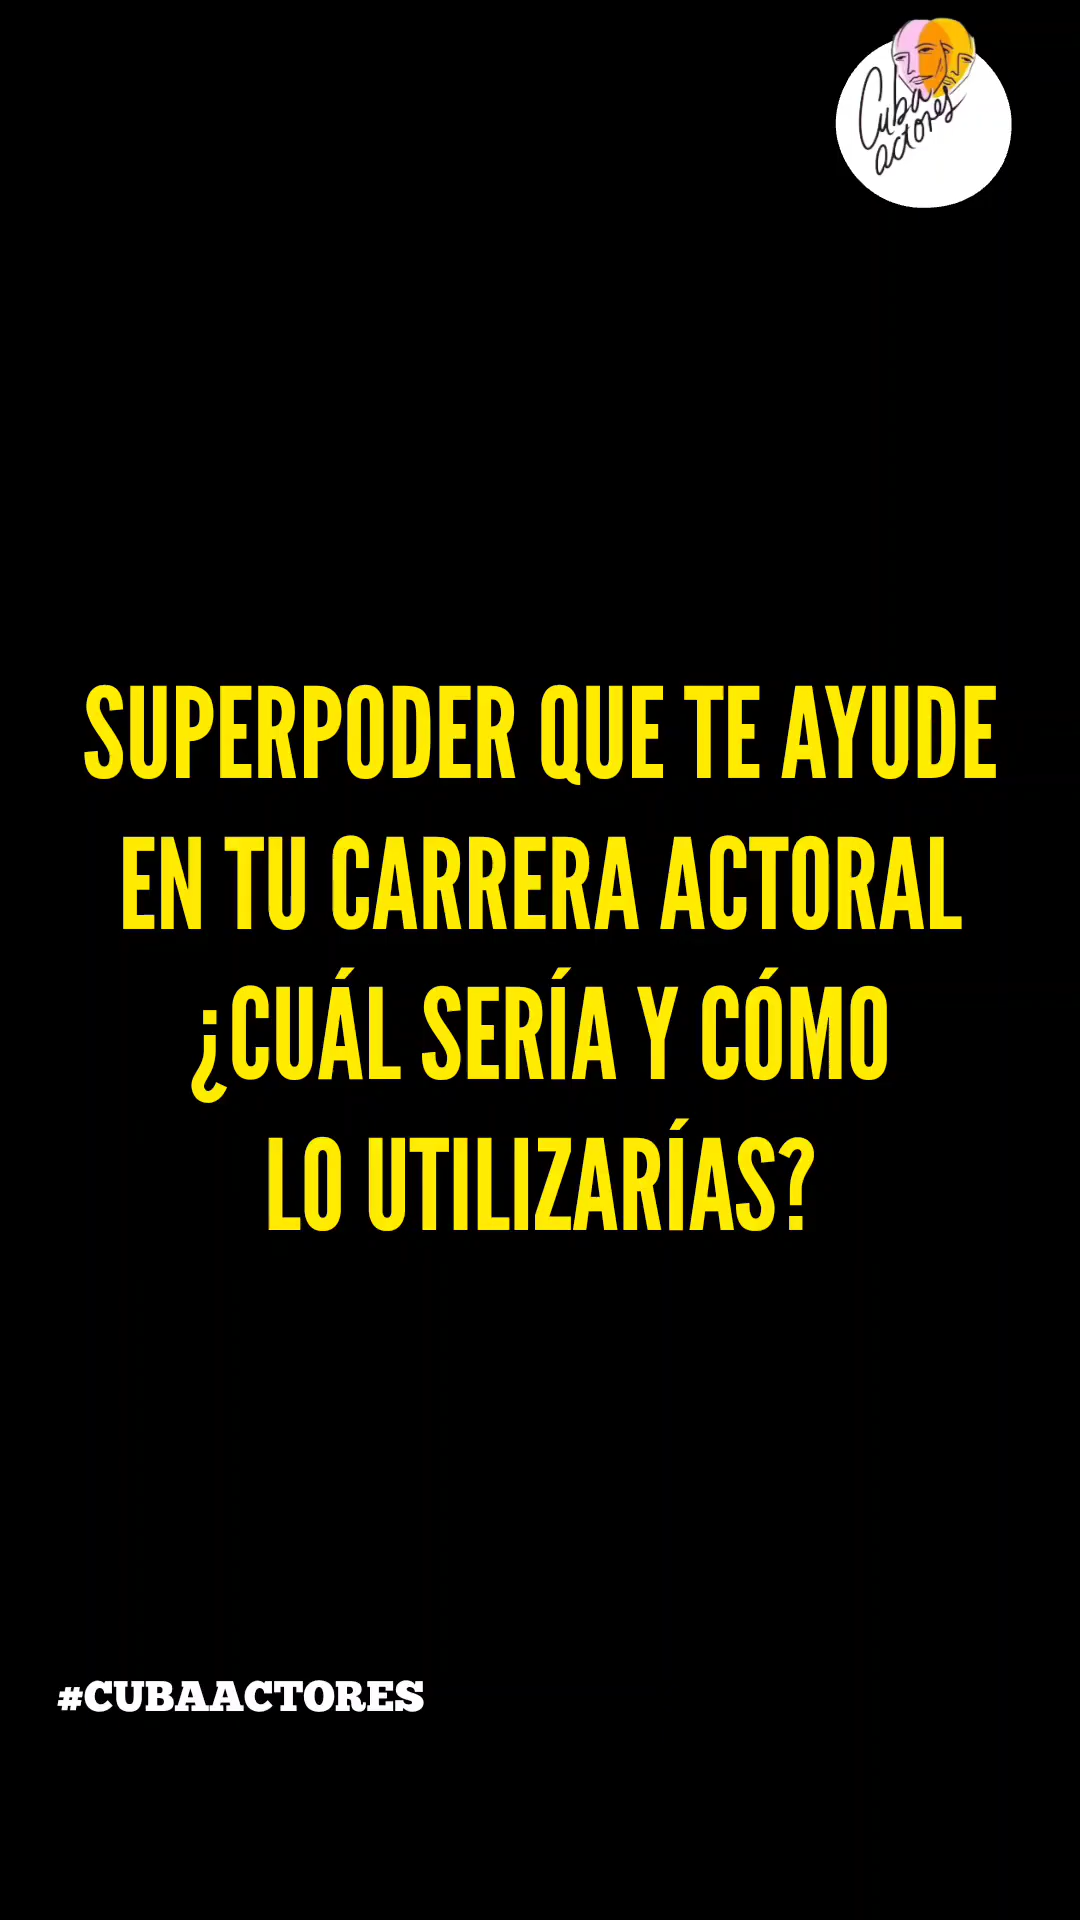 Cuba
actores
SUPERPODER QUE TE AYUDE
EN TU CARRERA ACTORAL
¿CUÁL SERÍA Y CÓMO
LO UTILIZARÍAS?
#CUBAACTORES